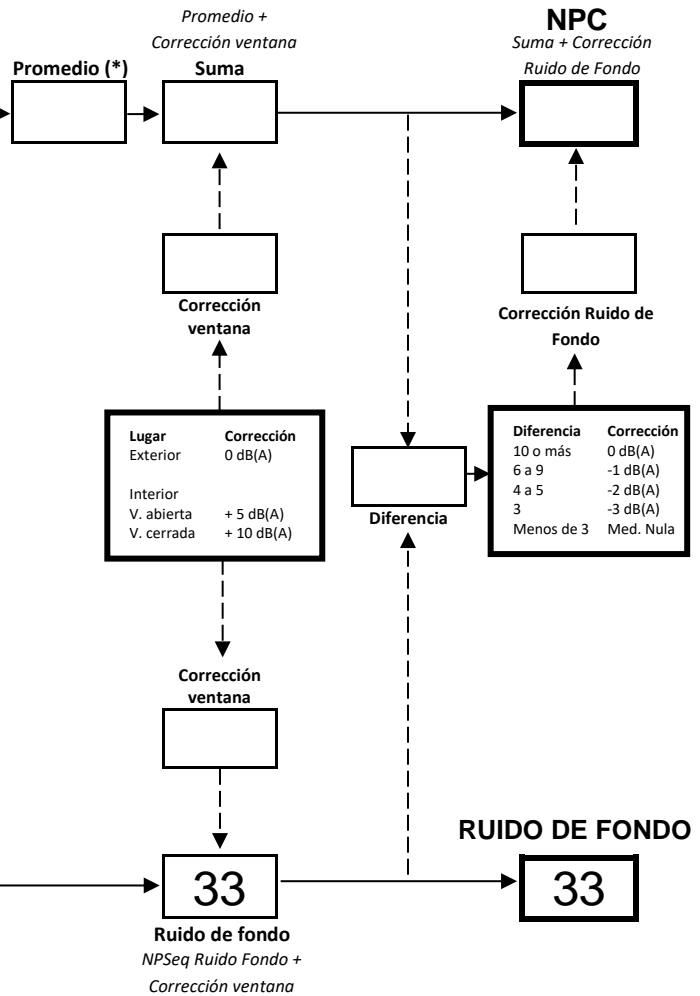 Promedio +
Corrección ventana
NPC
Suma + Corrección
Ruido de Fondo
Promedio (*)
Suma
Corrección
ventana
Corrección Ruido de
Fondo
Lugar Corrección
Exterior 0 dB(A)
Interior
V. abierta + 5 dB(A)
V. cerrada + 10 dB(A)
Diferencia
Diferencia Corrección
10 o más 0 dB(A)
6 a 9 -1 dB(A)
4 a 5 -2 dB(A)
3 -3 dB(A)
Menos de 3 Med. Nula
Corrección
ventana
RUIDO DE FONDO
33
33
Ruido de fondo
NPSeq Ruido Fondo +
Corrección ventana